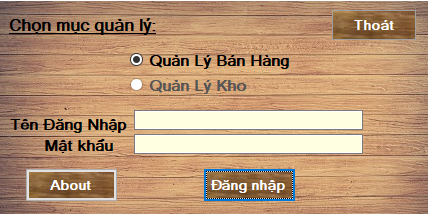 Chọn mục quản lý:
Thoát
Quản Lý Bán Hàng
Quản Lý Kho
Tên Đăng Nhập
Mật khẩu
About
Đăng nhập